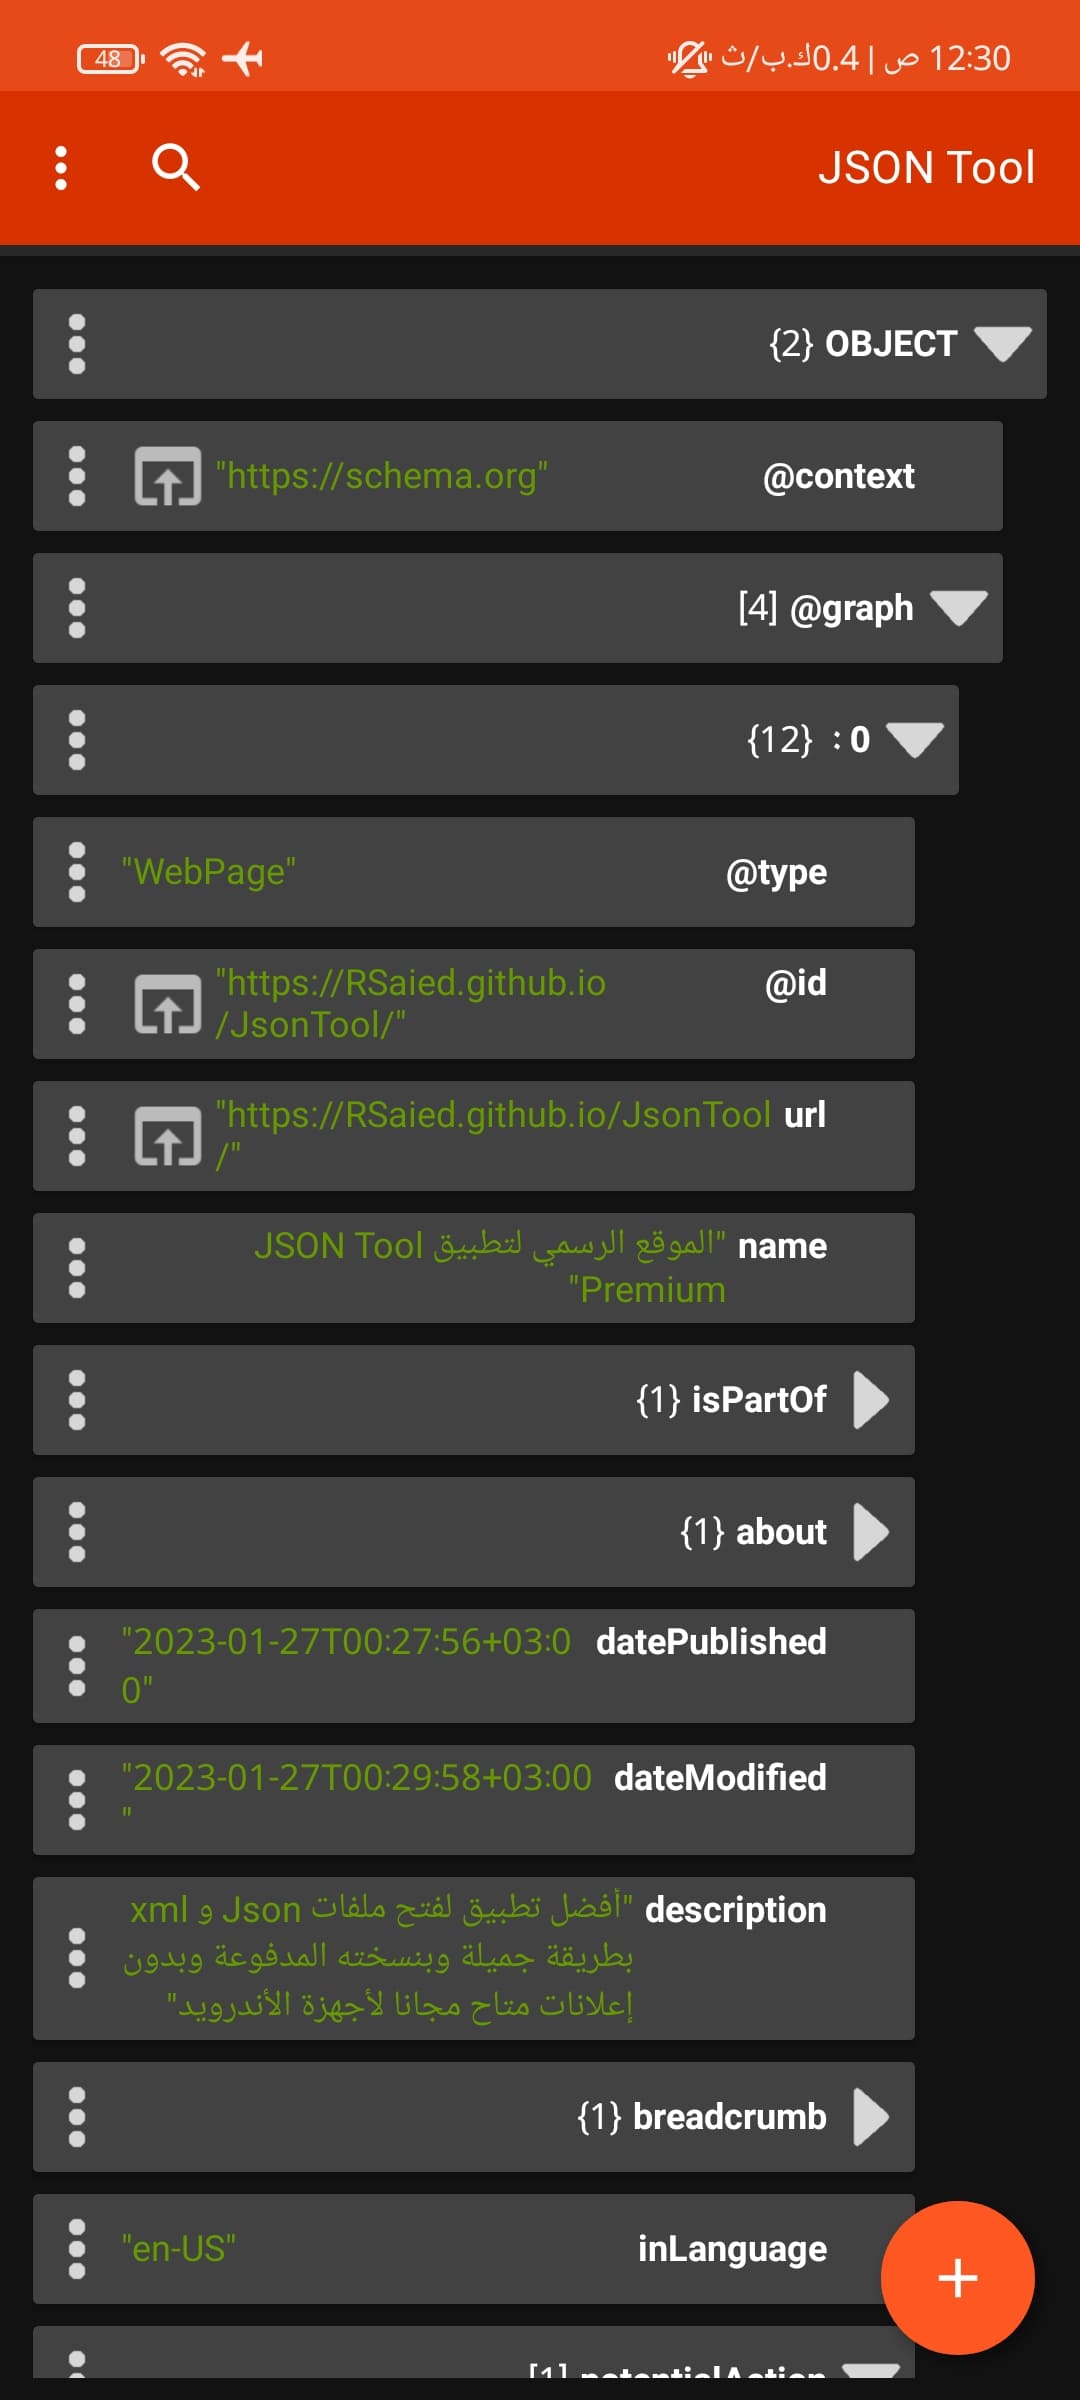 12:30 ص | 0.4ك.ب/ث
48
JSON Tool
OBJECT {2}
@context "https://schema.org"
@graph [4]
0 : {12}
@type "WebPage"
@id "https://RSaied.github.io
/JsonTool/"
url "https://RSaied.github.io/JsonTool
/"
name "الموقع الرسمي لتطبيق JSON Tool
Premium"
isPartOf {1}
about {1}
datePublished "2023-01-27T00:27:56+03:0
0"
dateModified "2023-01-27T00:29:58+03:00
"
description "أفضل تطبيق لفتح ملفات Json و xml
بطريقة جميلة وبنسخته المدفوعة وبدون
إعلانات متاح مجانا لأجهزة الأندرويد"
breadcrumb {1}
inLanguage "en-US"
potentialAction [1]